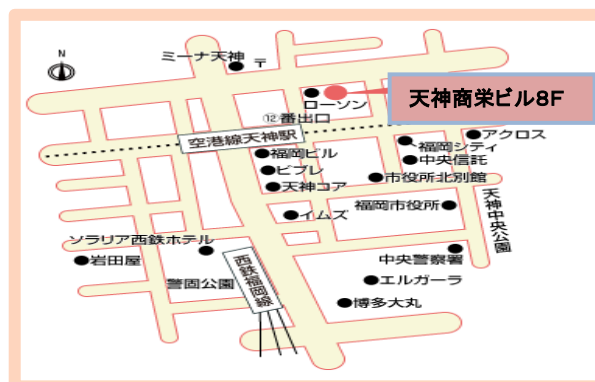 N
ミーナ天神
〒
ローソン
天神商栄ビル8F
⑫番出口
空港線天神駅
アクロス
福岡シティ
福岡ビル
中央信託
ビブレ
市役所北別館
天神コア
イムズ
福岡市役所
天神中央公園
ソラリア西鉄ホテル
岩田屋
中央警察署
警固公園
西鉄福岡線
エルガーラ
博多大丸